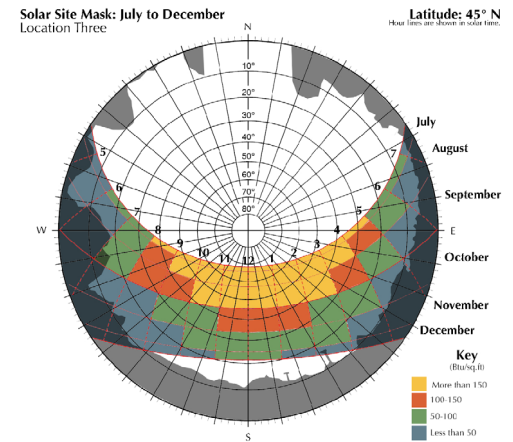 Solar Site Mask: July to December
Location Three
Latitude: 45° N
Hour lines are shown in solar time.
N
10°
20°
30°
40°
50°
60°
70°
80°
July
August
September
October
November
December
W
E
S
5
6
7
8
9
10
11
12
1
2
3
4
5
6
7
Key
(Btu/sq.ft)
More than 150
100-150
50-100
Less than 50